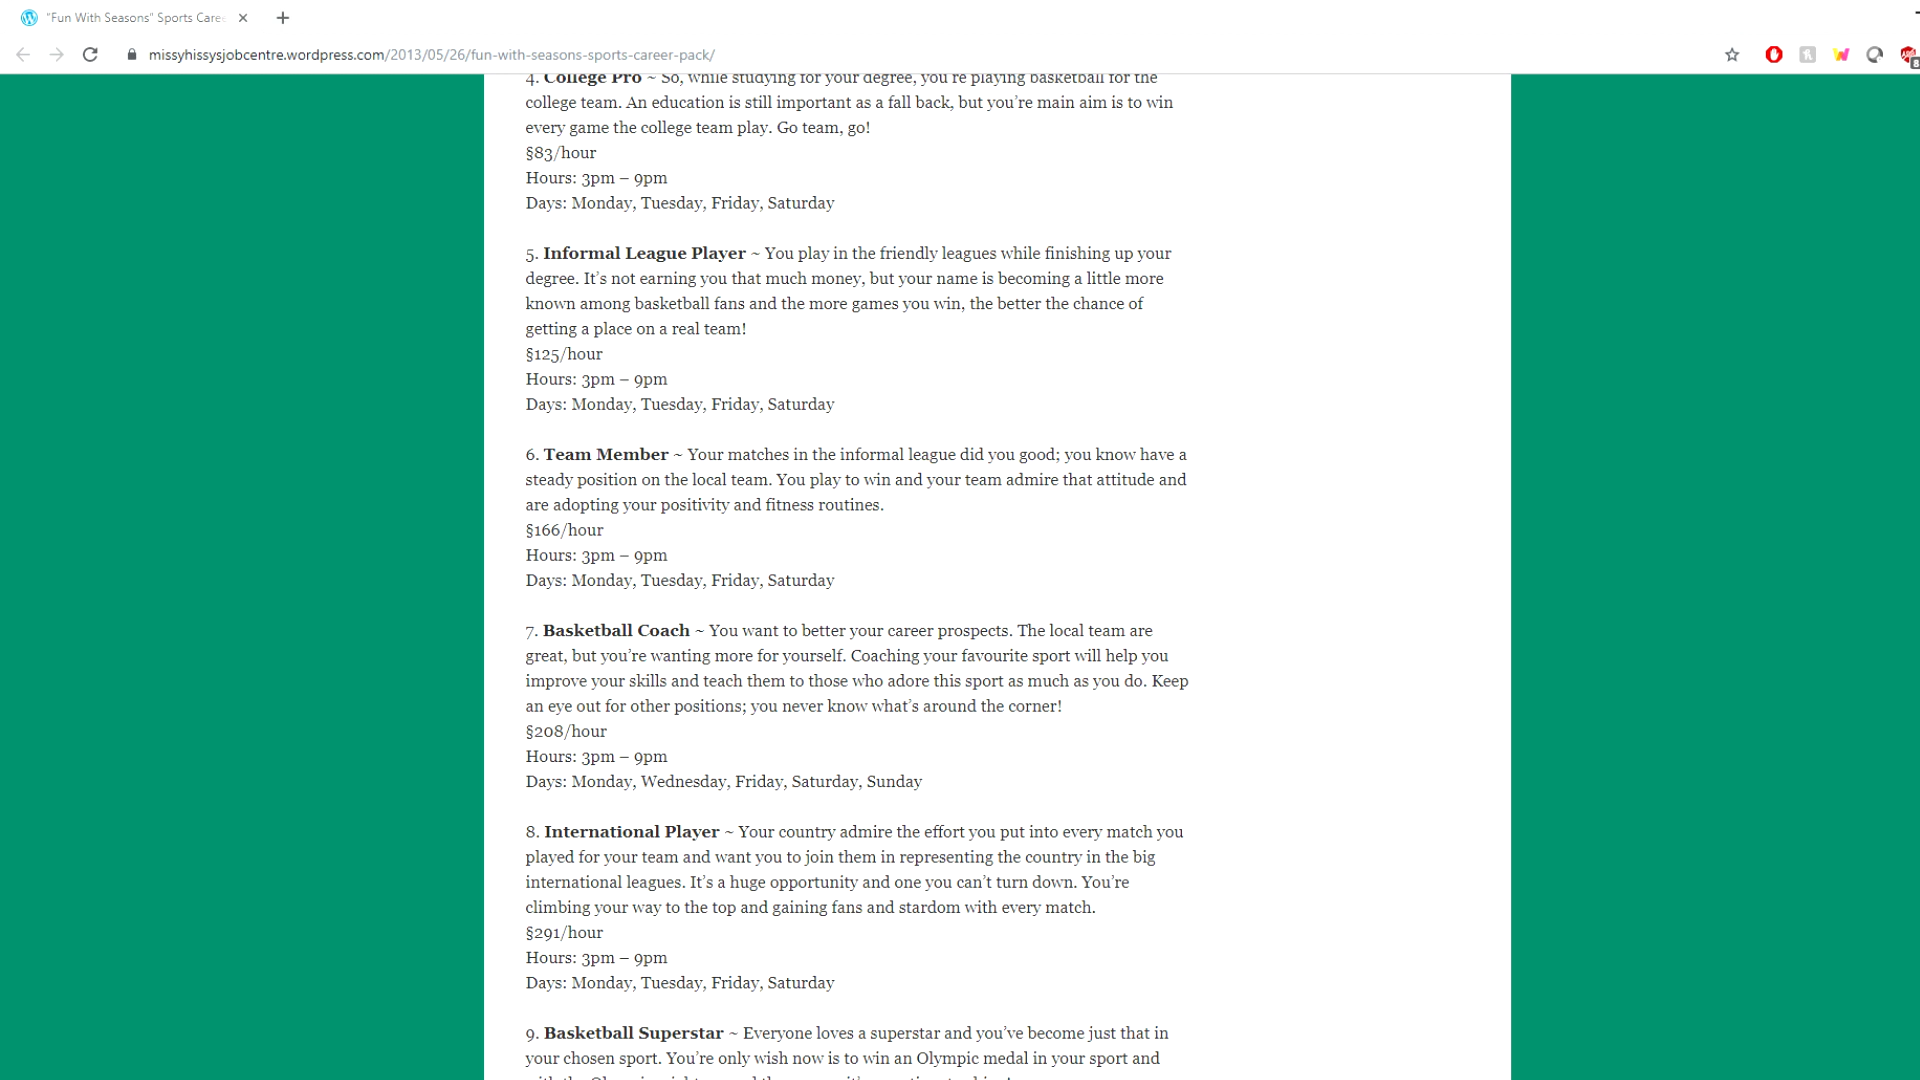 "Fun With Seasons" Sports Care
missyhissysjobcentre.wordpress.com/2013/05/26/fun-with-seasons-sports-career-pack/
4. College Pro ~ So, while studying for your degree, you're playing basketball for the
college team. An education is still important as a fall back, but you’re main aim is to win
every game the college team play. Go team, go!
§83/hour
Hours: 3pm – 9pm
Days: Monday, Tuesday, Friday, Saturday
5. Informal League Player ~ You play in the friendly leagues while finishing up your
degree. It’s not earning you that much money, but your name is becoming a little more
known among basketball fans and the more games you win, the better the chance of
getting a place on a real team!
§125/hour
Hours: 3pm – 9pm
Days: Monday, Tuesday, Friday, Saturday
6. Team Member ~ Your matches in the informal league did you good; you know have a
steady position on the local team. You play to win and your team admire that attitude and
are adopting your positivity and fitness routines.
§166/hour
Hours: 3pm – 9pm
Days: Monday, Tuesday, Friday, Saturday
7. Basketball Coach ~ You want to better your career prospects. The local team are
great, but you’re wanting more for yourself. Coaching your favourite sport will help you
improve your skills and teach them to those who adore this sport as much as you do. Keep
an eye out for other positions; you never know what’s around the corner!
§208/hour
Hours: 3pm – 9pm
Days: Monday, Wednesday, Friday, Saturday, Sunday
8. International Player ~ Your country admire the effort you put into every match you
played for your team and want you to join them in representing the country in the big
international leagues. It’s a huge opportunity and one you can’t turn down. You’re
climbing your way to the top and gaining fans and stardom with every match.
§291/hour
Hours: 3pm – 9pm
Days: Monday, Tuesday, Friday, Saturday
9. Basketball Superstar ~ Everyone loves a superstar and you’ve become just that in
your chosen sport. You’re only wish now is to win an Olympic medal in your sport and